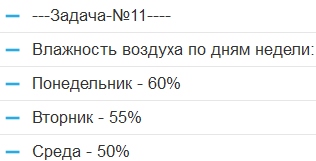 ---Задача-№11----
Влажность воздуха по дням недели:
Понедельник - 60%
Вторник - 55%
Среда - 50%